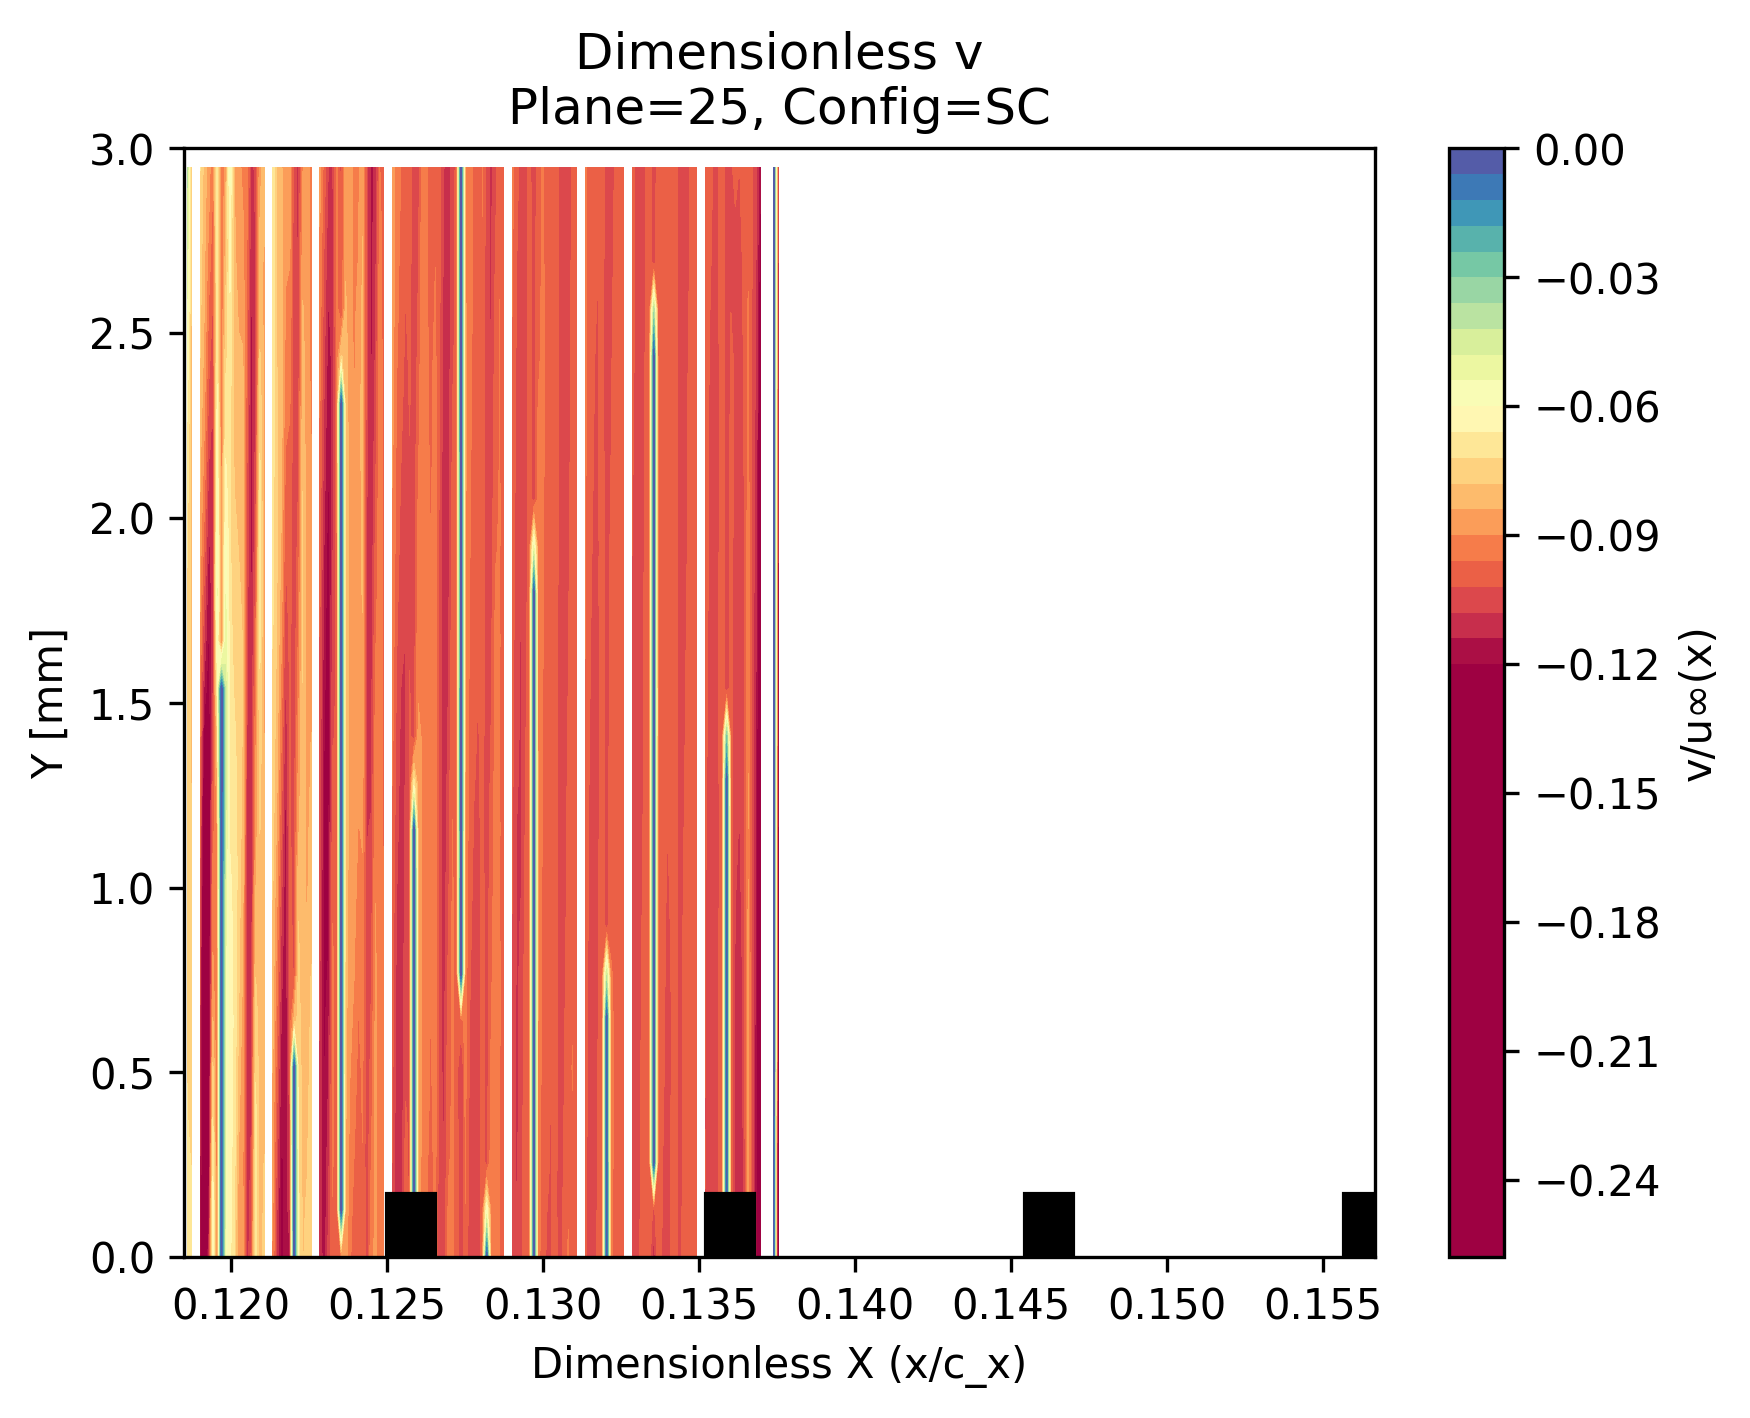 Dimensionless v
Plane=25, Config=SC
3.0
2.5
2.0
1.5
1.0
0.5
0.0
Y [mm]
0.120 0.125 0.130 0.135 0.140 0.145 0.150 0.155
Dimensionless X (x/c_x)
0.00
−0.03
−0.06
−0.09
−0.12
−0.15
−0.18
−0.21
−0.24
v/u∞(x)